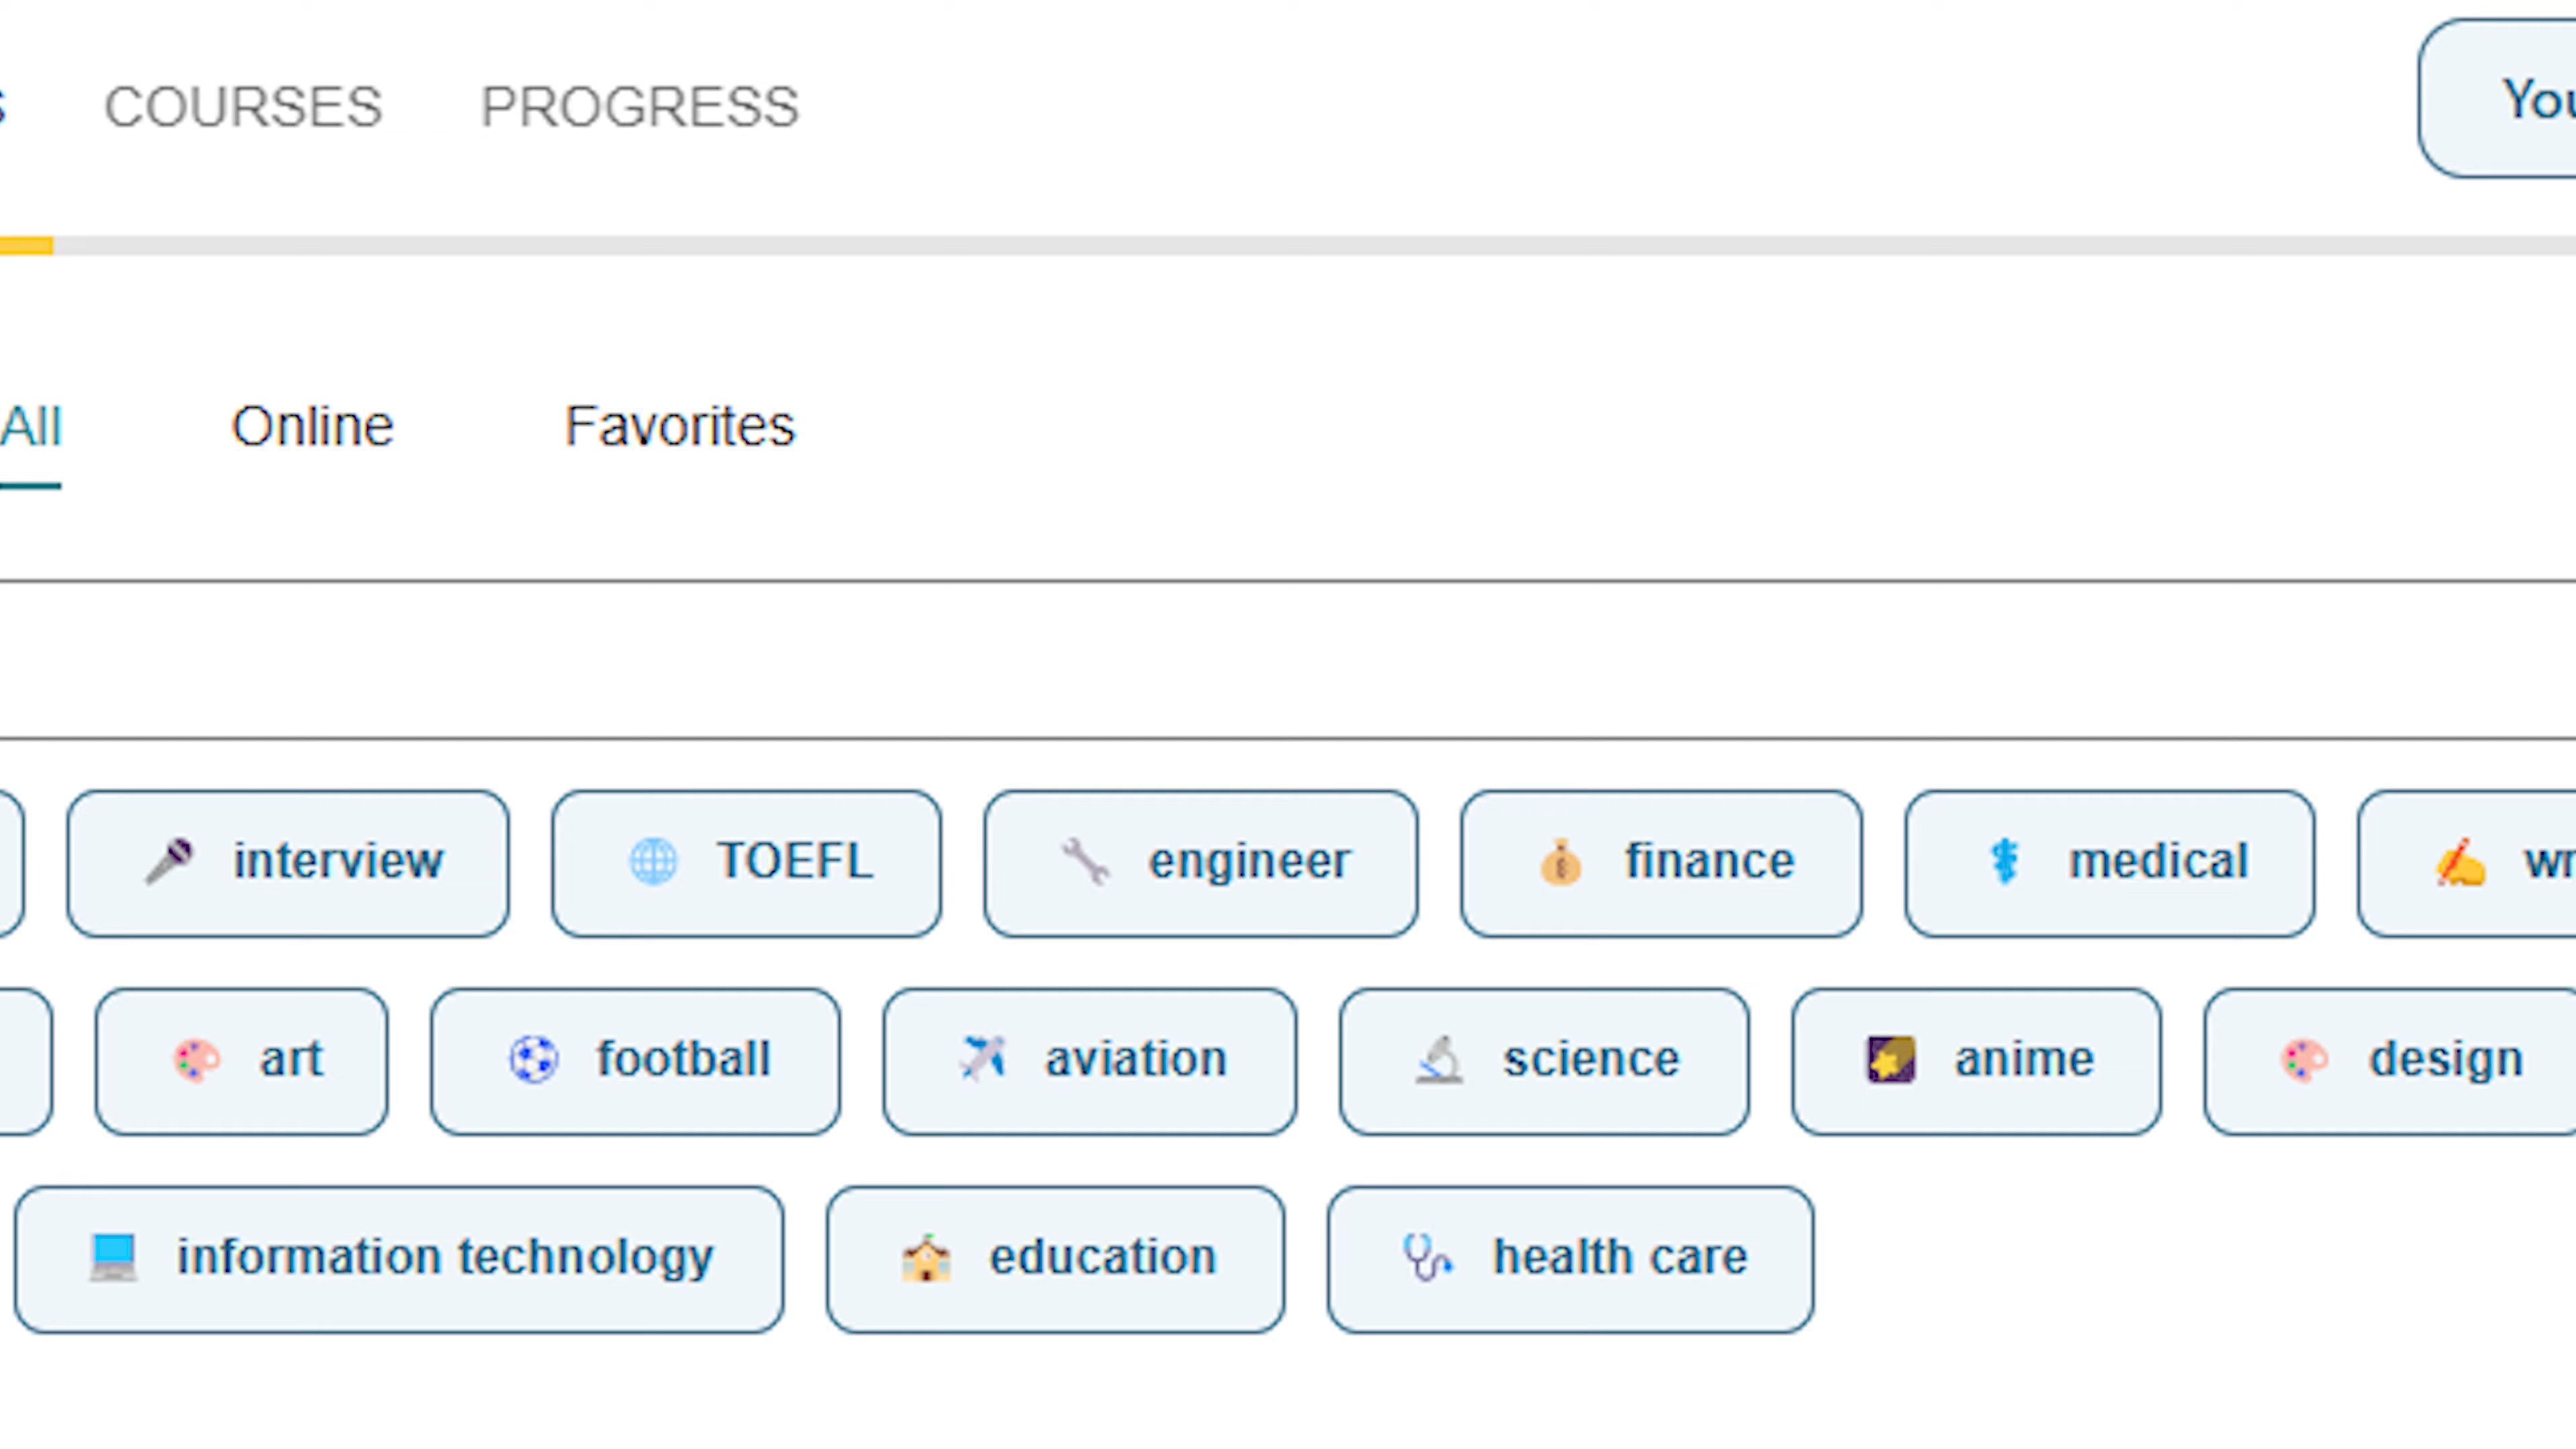 COURSES PROGRESS
All Online Favorites
interview TOEFL engineer finance medical
art football aviation science anime design
information technology education health care